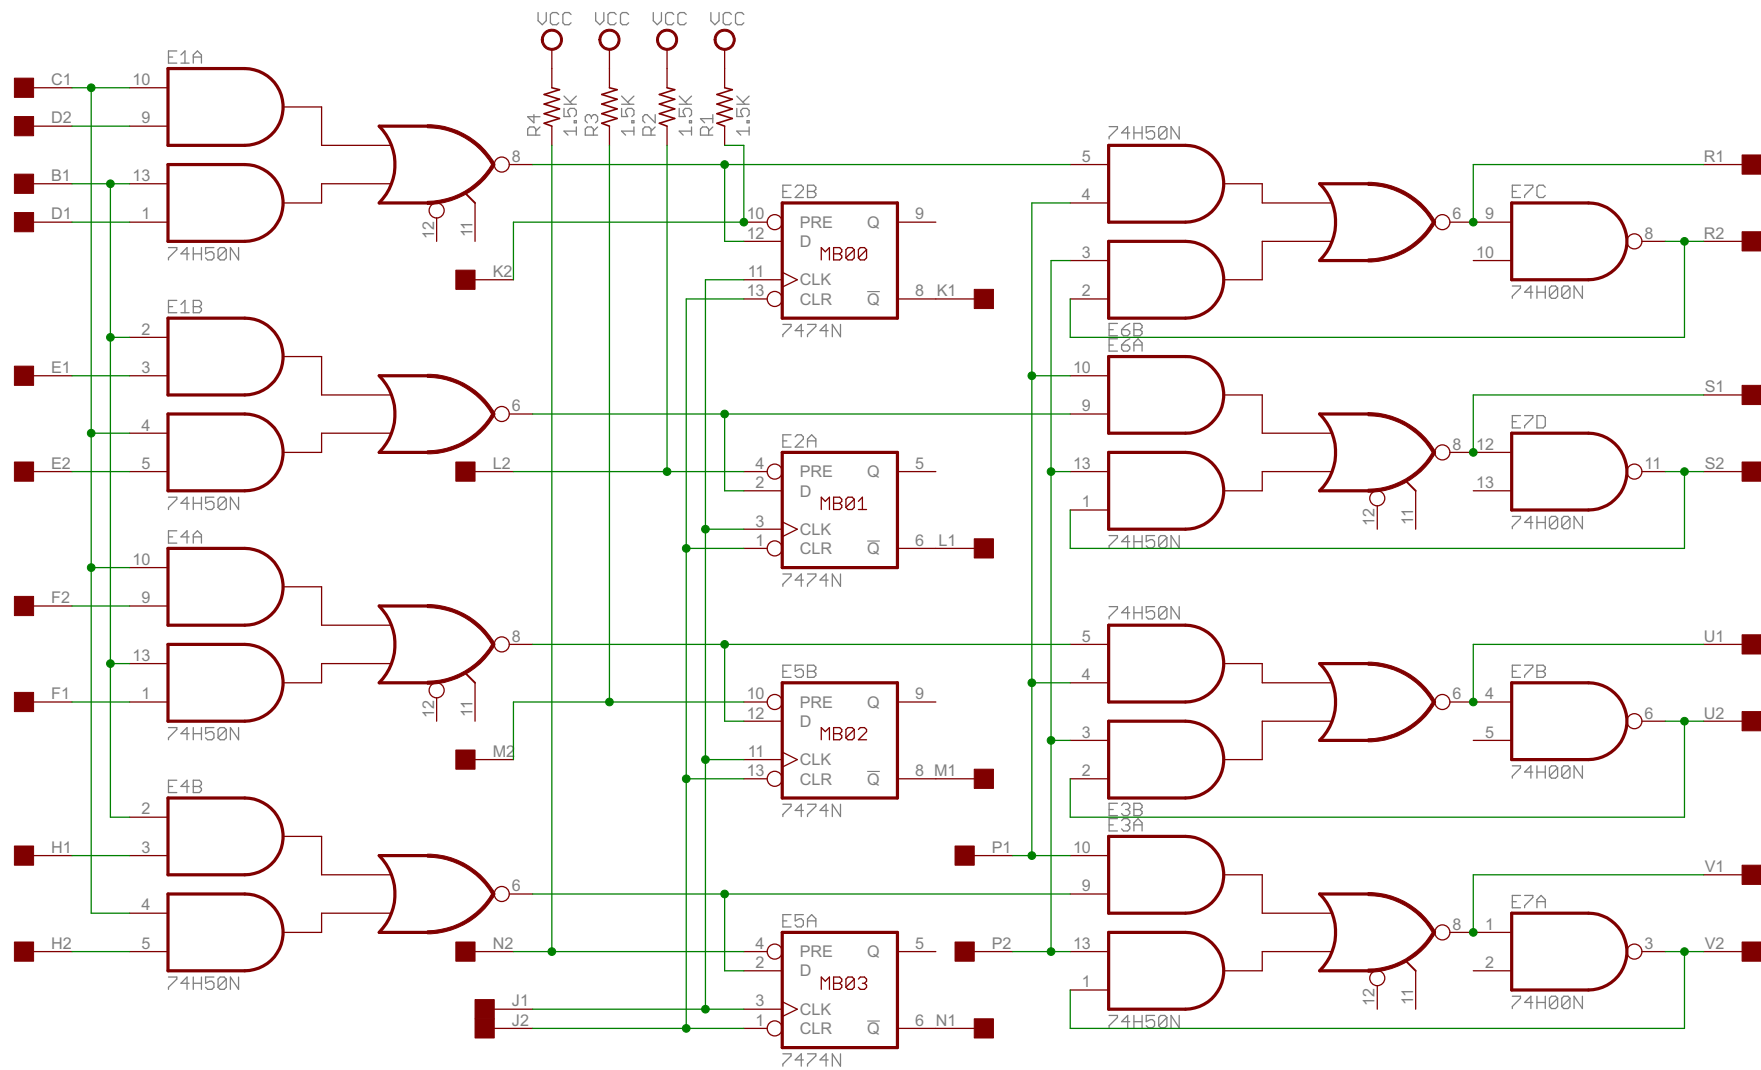 VCC VCC VCC VCC
R4 1.5K R3 1.5K R2 1.5K R1 1.5K
E1A
C1 10
D2 9
B1 13
D1 1
8
12 11
74H50N
K2
E1B
2
E1 3
4
E2 5
6
74H50N
L2
E4A
10
F2 9
13
F1 1
8
12 11
74H50N
M2
E4B
2
H1 3
4
H2 5
6
74H50N
N2
J1
J2
E2B
10 PRE Q 9
12 D
MB00
11 CLK
13 CLR Q 8 K1
7474N
E2A
4 PRE Q 5
2 D
MB01
3 CLK
1 CLR Q 6 L1
7474N
E5B
10 PRE Q 9
12 D
MB02
11 CLK
13 CLR Q 8 M1
7474N
E5A
4 PRE Q 5
2 D
MB03
3 CLK
1 CLR Q 6 N1
7474N
P1
P2
74H50N
5
4
3
2
6
E6B
E7C
9
10
8
74H00N
R1
R2
E6A
10
9
13
1
8
12 11
74H50N
E7D
12
13
11
74H00N
S1
S2
74H50N
5
4
3
2
6
E3B
E7B
4
5
6
74H00N
U1
U2
E3A
10
9
13
1
8
12 11
74H50N
E7A
1
2
3
74H00N
V1
V2